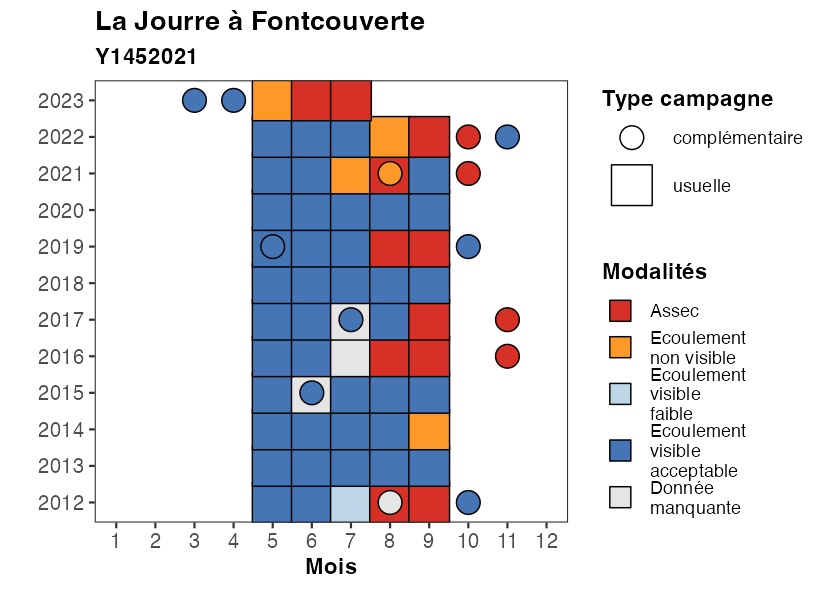 La Jourre à Fontcouverte
Y1452021
2023
2022
2021
2020
2019
2018
2017
2016
2015
2014
2013
2012
1 2 3 4 5 6 7 8 9 10 11 12
Mois
Type campagne
complémentaire
usuelle
Modalités
Assec
Ecoulement
non visible
Ecoulement
visible
faible
Ecoulement
visible
acceptable
Donnée
manquante